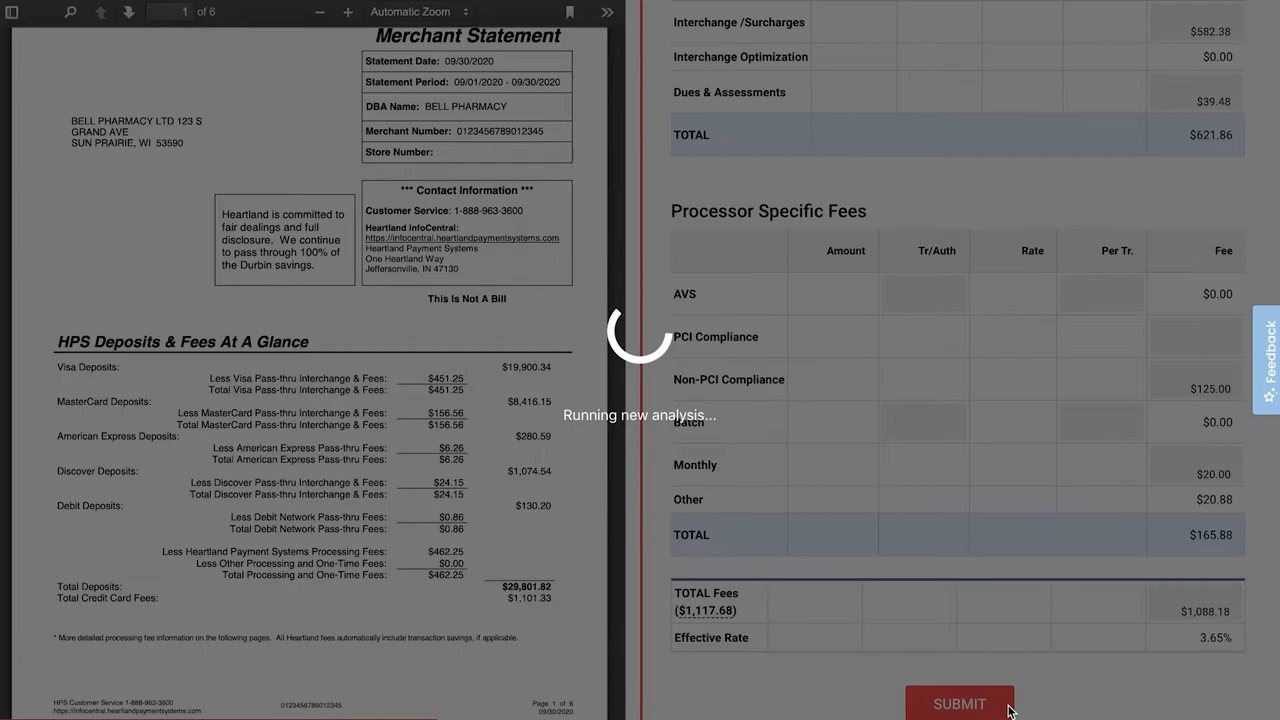 1 of 6
Automatic Zoom
Merchant Statement
Statement Date: 09/30/2020
Statement Period: 09/01/2020 - 09/30/2020
DBA Name: BELL PHARMACY
Merchant Number: 0123456789012345
Store Number:
BELL PHARMACY LTD 123 S
GRAND AVE
SUN PRAIRIE, WI 53590
Heartland is committed to
fair dealings and full
disclosure. We continue
to pass through 100% of
the Durbin savings.
*** Contact Information ***
Customer Service: 1-888-963-3600
Heartland InfoCentral:
https://infocentral.heartlandpaymentsystems.com
Heartland Payment Systems
One Heartland Way
Jeffersonville, IN 47130
This Is Not A Bill
HPS Deposits & Fees At A Glance
Visa Deposits: $19,900.34
Less Visa Pass-thru Interchange & Fees: $451.25
Total Visa Pass-thru Interchange & Fees: $451.25
MasterCard Deposits: $8,416.15
Less MasterCard Pass-thru Interchange & Fees: $156.56
Total MasterCard Pass-thru Interchange & Fees: $156.56
American Express Deposits: $280.59
Less American Express Pass-thru Interchange & Fees: $6.26
Total American Express Pass-thru Fees: $6.26
Discover Deposits: $1,074.54
Less Discover Pass-thru Interchange & Fees: $24.15
Total Discover Pass-thru Interchange & Fees: $24.15
Debit Deposits: $130.20
Less Debit Network Pass-thru Fees: $0.86
Total Debit Network Pass-thru Fees: $0.86
Less Heartland Payment Systems Processing Fees: $462.25
Less Other Processing and One-Time Fees: $0.00
Total Processing and One-Time Fees: $462.25
Total Deposits: $29,801.82
Total Credit Card Fees: $1,101.33
* More detailed processing fee information on the following pages. All Heartland fees automatically include transaction savings, if applicable.
HPS Customer Service 1-888-963-3600 0123456789012345 Page 1 of 6
https://infocentral.heartlandpaymentsystems.com 09/30/2020
Running new analysis...
Interchange /Surcharges $582.38
Interchange Optimization $0.00
Dues & Assessments $39.48
TOTAL $621.86
Processor Specific Fees
Amount Tr/Auth Rate Per Tr. Fee
AVS $0.00
PCI Compliance
Non-PCI Compliance $125.00
Batch $0.00
Monthly $20.00
Other $20.88
TOTAL $165.88
TOTAL Fees
($1,117.68) $1,088.18
Effective Rate 3.65%
SUBMIT
Feedback